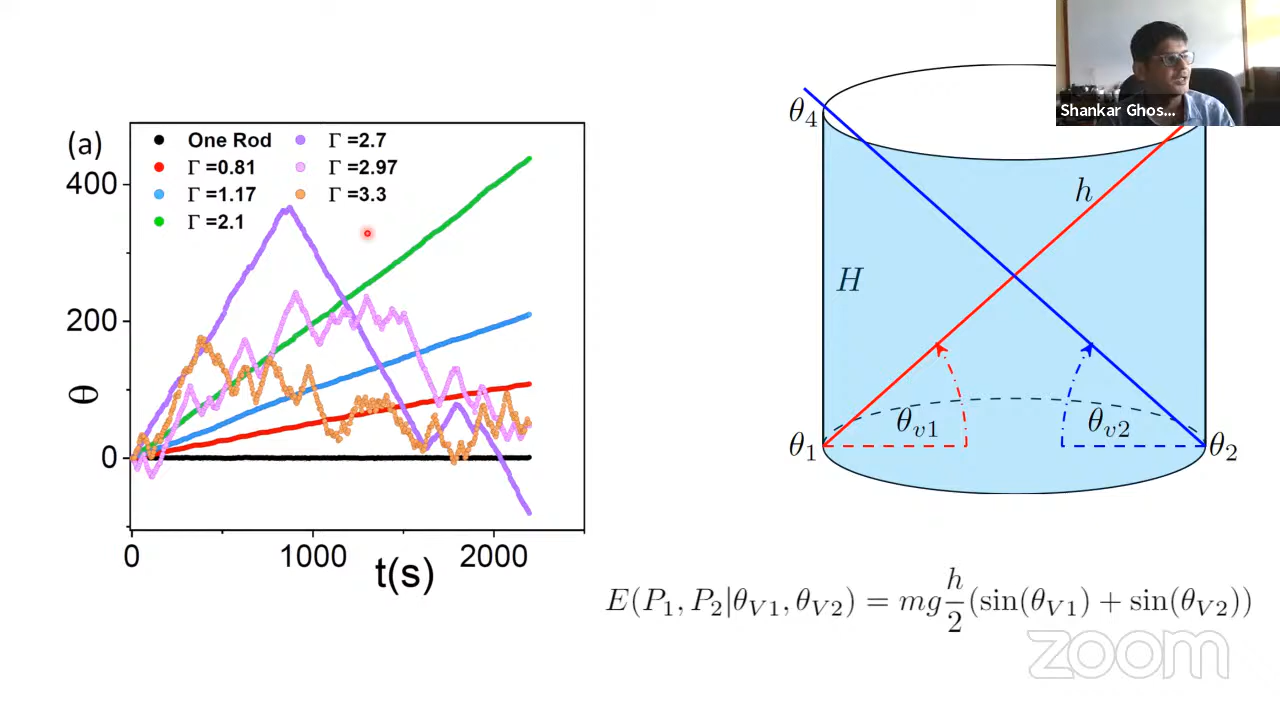 (a)
One Rod
Γ =0.81
Γ =1.17
Γ =2.1
Γ =2.7
Γ =2.97
Γ =3.3
400
200
0
θ
0 1000 2000
t(s)
Shankar Ghos...
θ4
h
H
θv1
θv2
θ1
θ2
E(P1, P2|θV1, θV2) = mg h/2 (sin(θV1) + sin(θV2))
zoom